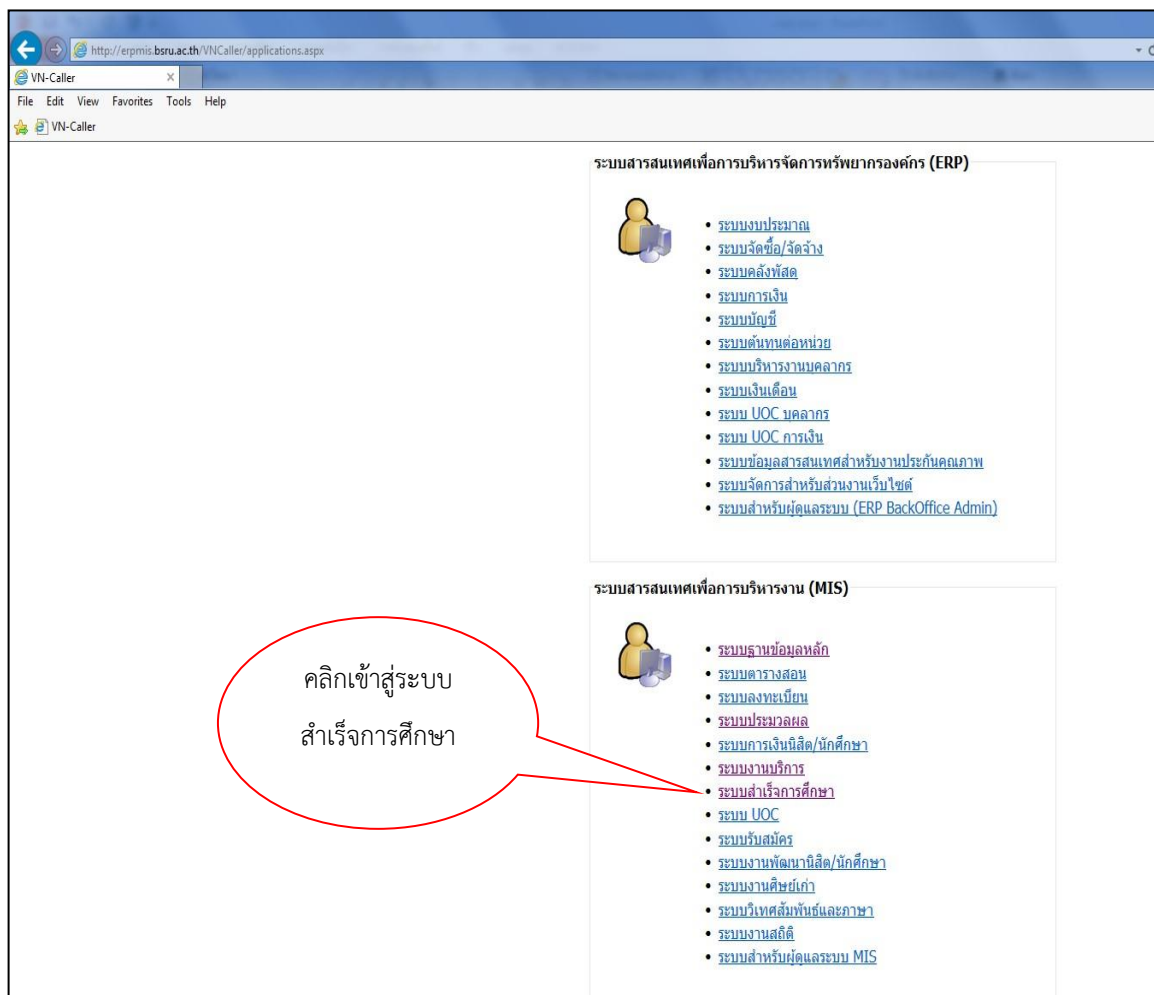 http://erpmis.bsru.ac.th/VNCaller/applications.aspx
VN-Caller
File Edit View Favorites Tools Help
VN-Caller
ระบบสารสนเทศเพื่อการบริหารจัดการทรัพยากรองค์กร (ERP)
ระบบงบประมาณ
ระบบจัดซื้อ/จัดจ้าง
ระบบคลังพัสดุ
ระบบการเงิน
ระบบบัญชี
ระบบต้นทุนต่อหน่วย
ระบบบริหารงานบุคลากร
ระบบเงินเดือน
ระบบ UOC บุคลากร
ระบบ UOC การเงิน
ระบบข้อมูลสารสนเทศสำหรับงานประกันคุณภาพ
ระบบจัดการสำหรับส่วนงานเว็บไซต์
ระบบสำหรับผู้ดูแลระบบ (ERP BackOffice Admin)
ระบบสารสนเทศเพื่อการบริหารงาน (MIS)
คลิกเข้าสู่ระบบ
สำเร็จการศึกษา
ระบบฐานข้อมูลหลัก
ระบบตารางสอน
ระบบลงทะเบียน
ระบบประมวลผล
ระบบการเงินนิสิต/นักศึกษา
ระบบงานบริการ
ระบบสำเร็จการศึกษา
ระบบ UOC
ระบบรับสมัคร
ระบบงานพัฒนานิสิต/นักศึกษา
ระบบงานศิษย์เก่า
ระบบวิเทศสัมพันธ์และภาษา
ระบบงานสถิติ
ระบบสำหรับผู้ดูแลระบบ MIS